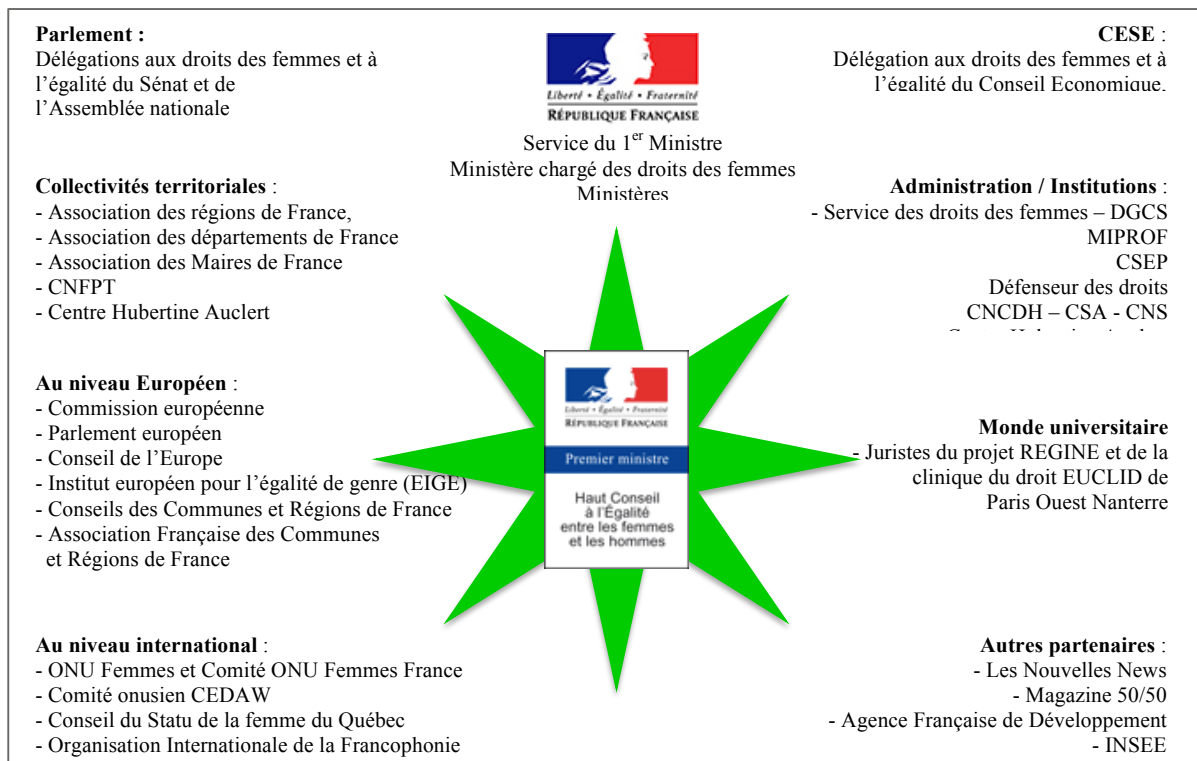 Parlement :
Délégations aux droits des femmes et à
l'égalité du Sénat et de
l'Assemblée nationale
Liberté • Égalité • Fraternité
RÉPUBLIQUE FRANÇAISE
Service du 1er Ministre
Ministère chargé des droits des femmes
Ministères
CESE :
Délégation aux droits des femmes et à
l'égalité du Conseil Economique.
Collectivités territoriales :
- Association des régions de France,
- Association des départements de France
- Association des Maires de France
- CNFPT
- Centre Hubertine Auclert
Administration / Institutions :
- Service des droits des femmes – DGCS
MIPROF
CSEP
Défenseur des droits
CNCDH – CSA - CNS
Au niveau Européen :
- Commission européenne
- Parlement européen
- Conseil de l'Europe
- Institut européen pour l'égalité de genre (EIGE)
- Conseils des Communes et Régions de France
- Association Française des Communes
et Régions de France
Liberté • Égalité • Fraternité
RÉPUBLIQUE FRANÇAISE
Premier ministre
Haut Conseil
à l'Égalité
entre les femmes
et les hommes
Monde universitaire
- Juristes du projet REGINE et de la
clinique du droit EUCLID de
Paris Ouest Nanterre
Au niveau international :
- ONU Femmes et Comité ONU Femmes France
- Comité onusien CEDAW
- Conseil du Statu de la femme du Québec
- Organisation Internationale de la Francophonie
Autres partenaires :
- Les Nouvelles News
- Magazine 50/50
- Agence Française de Développement
- INSEE